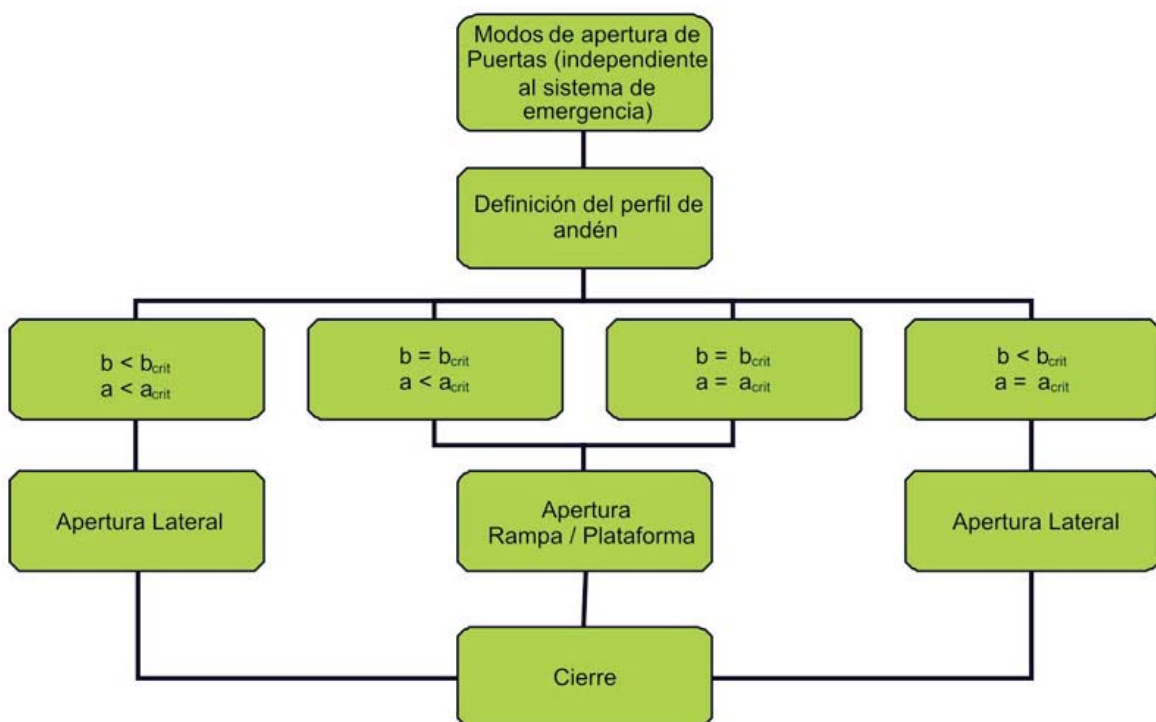 Modos de apertura de
Puertas (independiente
al sistema de
emergencia)
Definición del perfil de
andén
b < bcrit
a < acrit
b = bcrit
a < acrit
b = bcrit
a = acrit
b < bcrit
a = acrit
Apertura Lateral
Apertura
Rampa / Plataforma
Apertura Lateral
Cierre